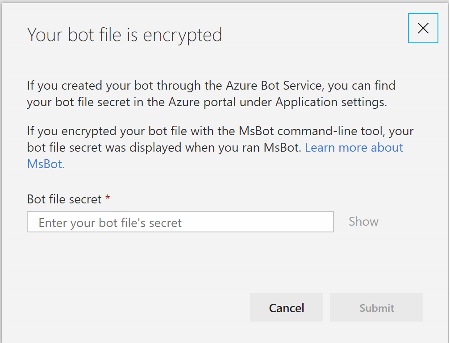 Your bot file is encrypted
If you created your bot through the Azure Bot Service, you can find
your bot file secret in the Azure portal under Application settings.
If you encrypted your bot file with the MsBot command-line tool, your
bot file secret was displayed when you ran MsBot. Learn more about
MsBot.
Bot file secret *
Enter your bot file's secret Show
Cancel Submit